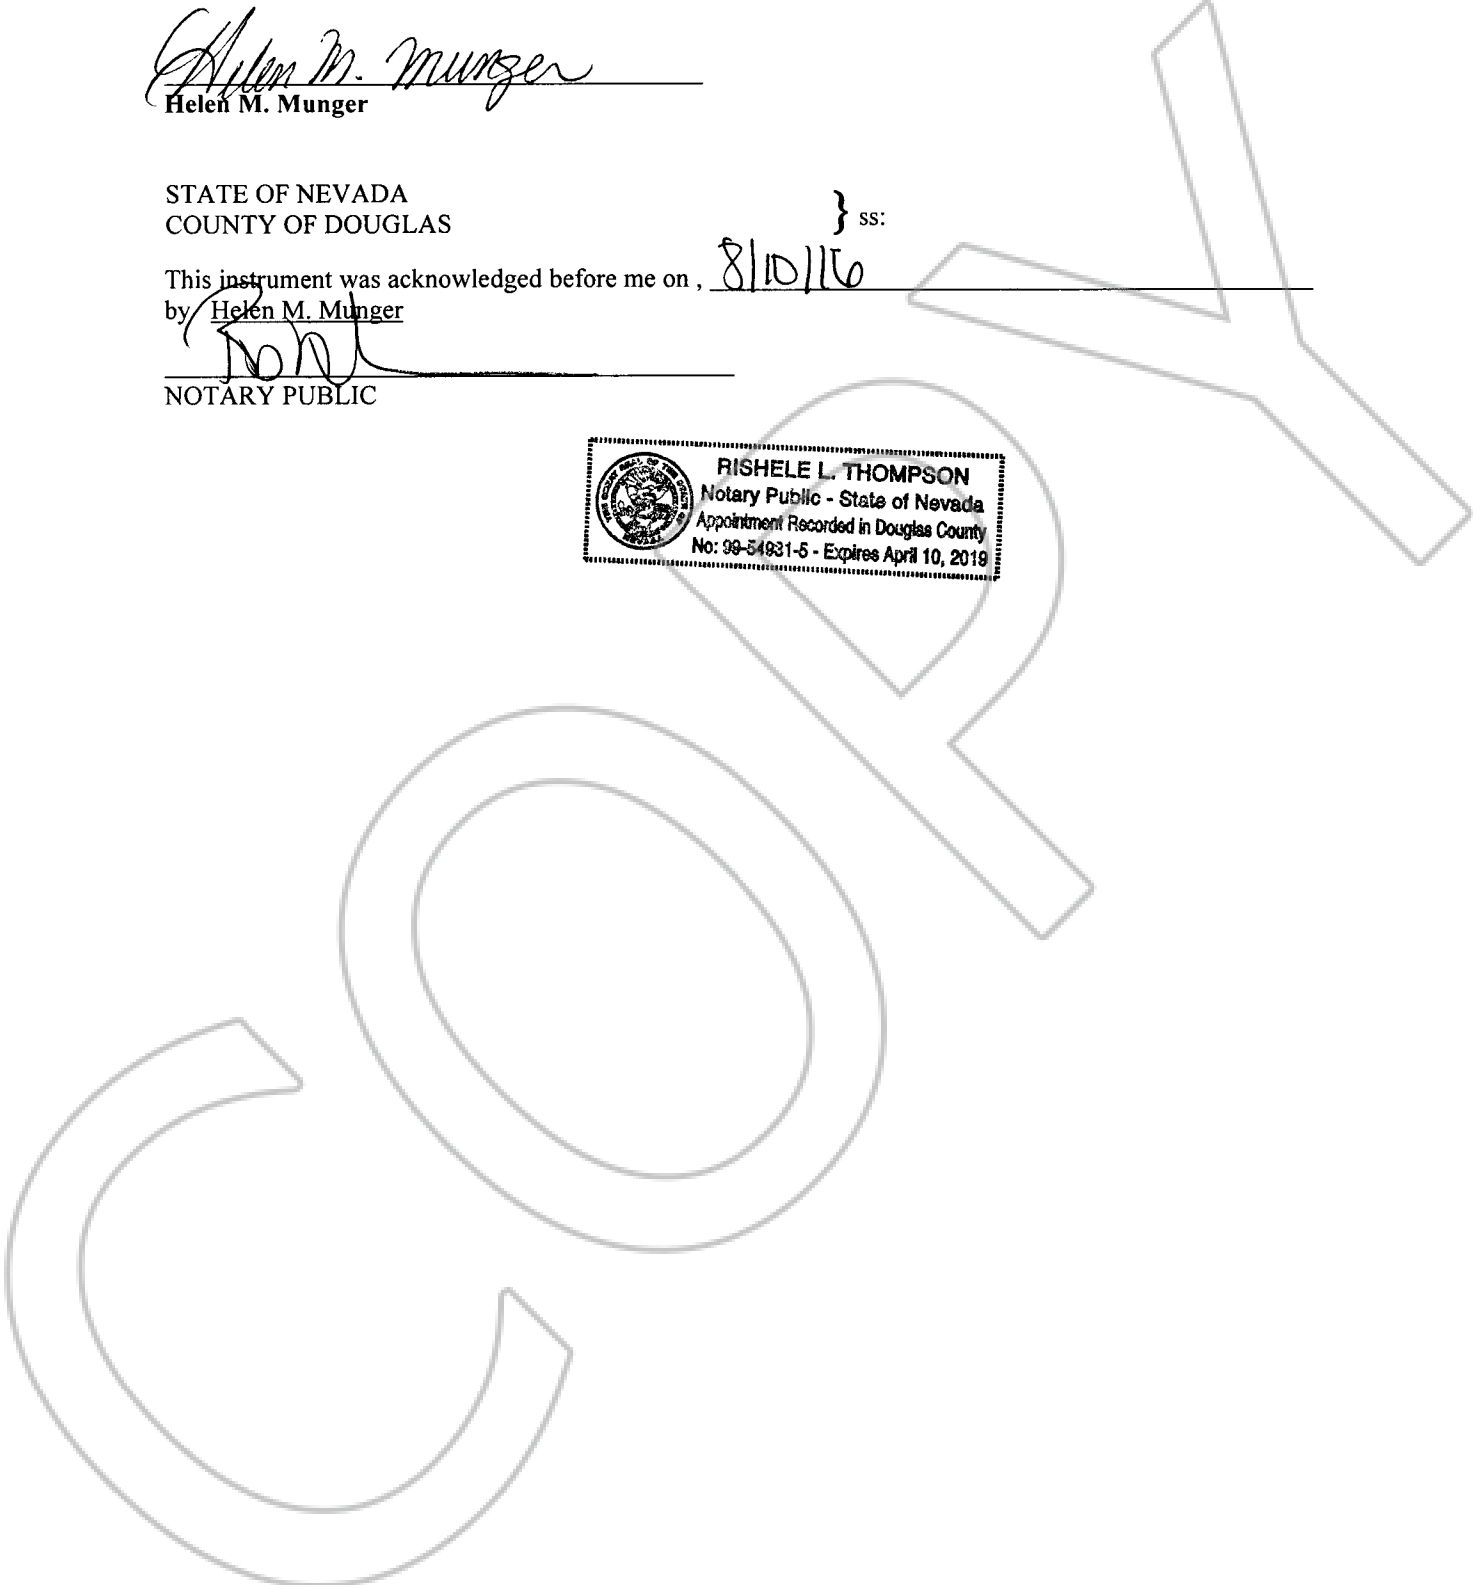 Helen M. Munger
Helen M. Munger
STATE OF NEVADA
COUNTY OF DOUGLAS
} ss:
This instrument was acknowledged before me on , 8/10/16
by Helen M. Munger
NOTARY PUBLIC
RISHELE L. THOMPSON
Notary Public - State of Nevada
Appointment Recorded in Douglas County
No: 99-54931-5 - Expires April 10, 2019
COPY